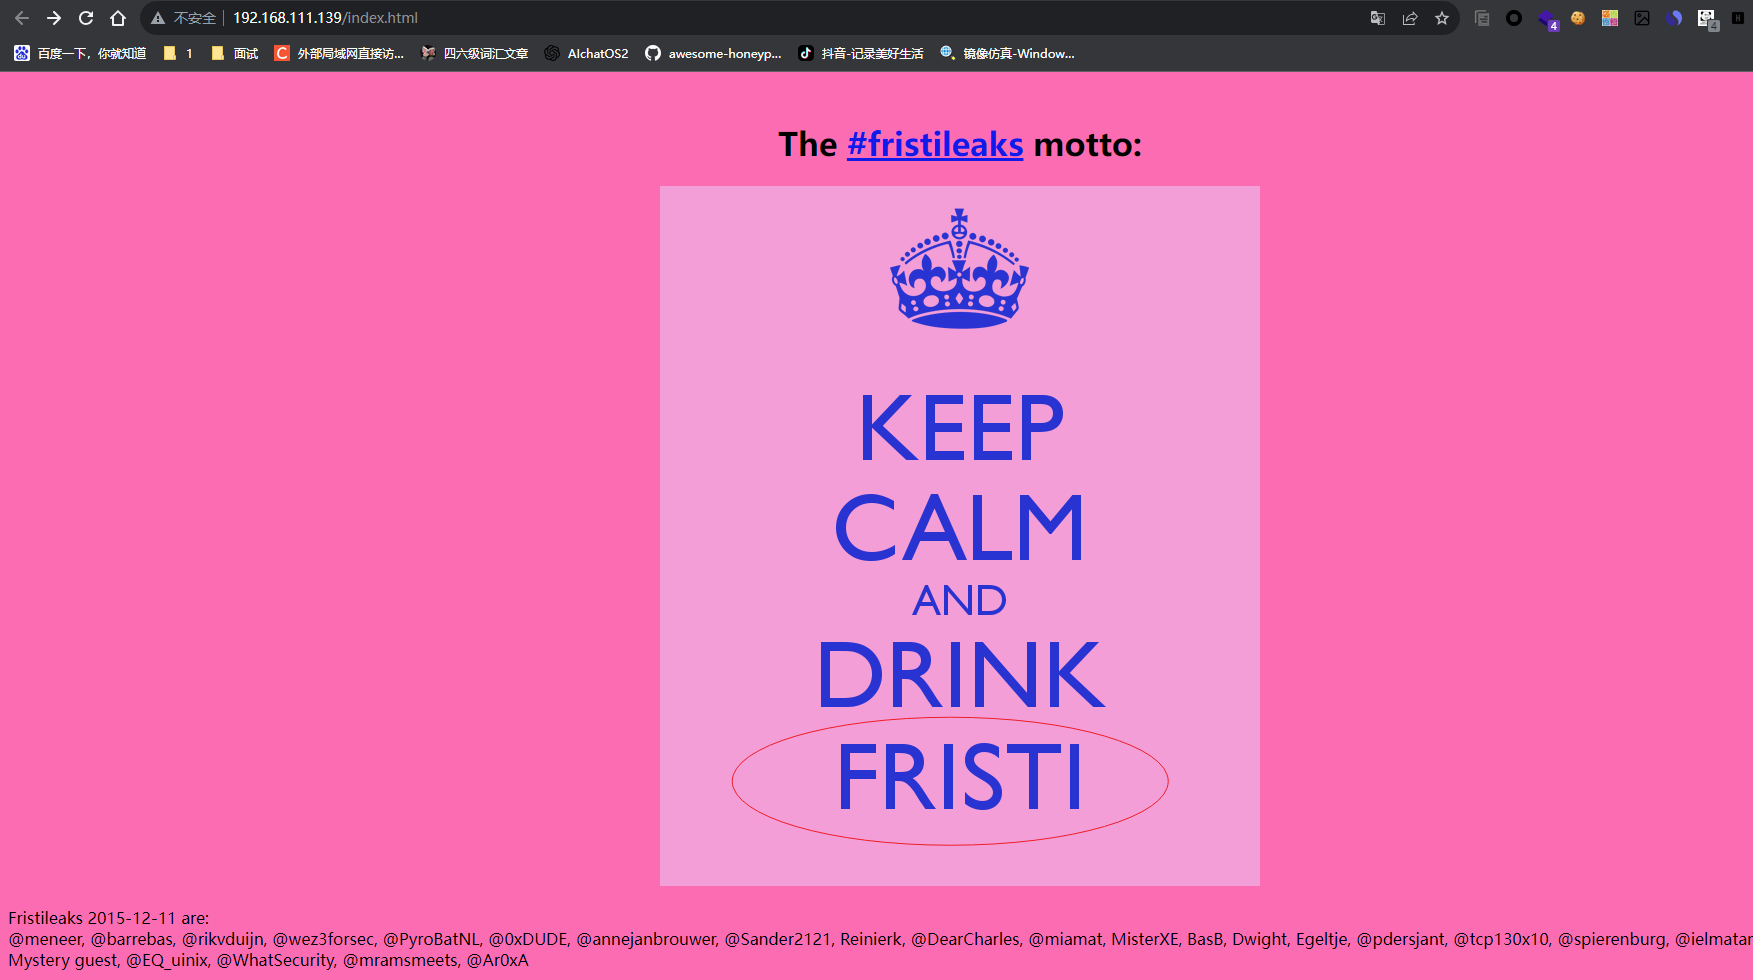 不安全 192.168.111.139/index.html
4
4
百度一下，你就知道 1 面试 外部局域网直接访... 四六级词汇文章 AIchatOS2 awesome-honeyp... 抖音-记录美好生活 镜像仿真-Window...
The #fristileaks motto:
KEEP
CALM
AND
DRINK
FRISTI
Fristileaks 2015-12-11 are:
@meneer, @barrebas, @rikvduijn, @wez3forsec, @PyroBatNL, @0xDUDE, @annejanbrouwer, @Sander2121, Reinierk, @DearCharles, @miamat, MisterXE, BasB, Dwight, Egeltje, @pdersjant, @tcp130x10, @spierenburg, @ielmatar
Mystery guest, @EQ_uinix, @WhatSecurity, @mramsmeets, @Ar0xA